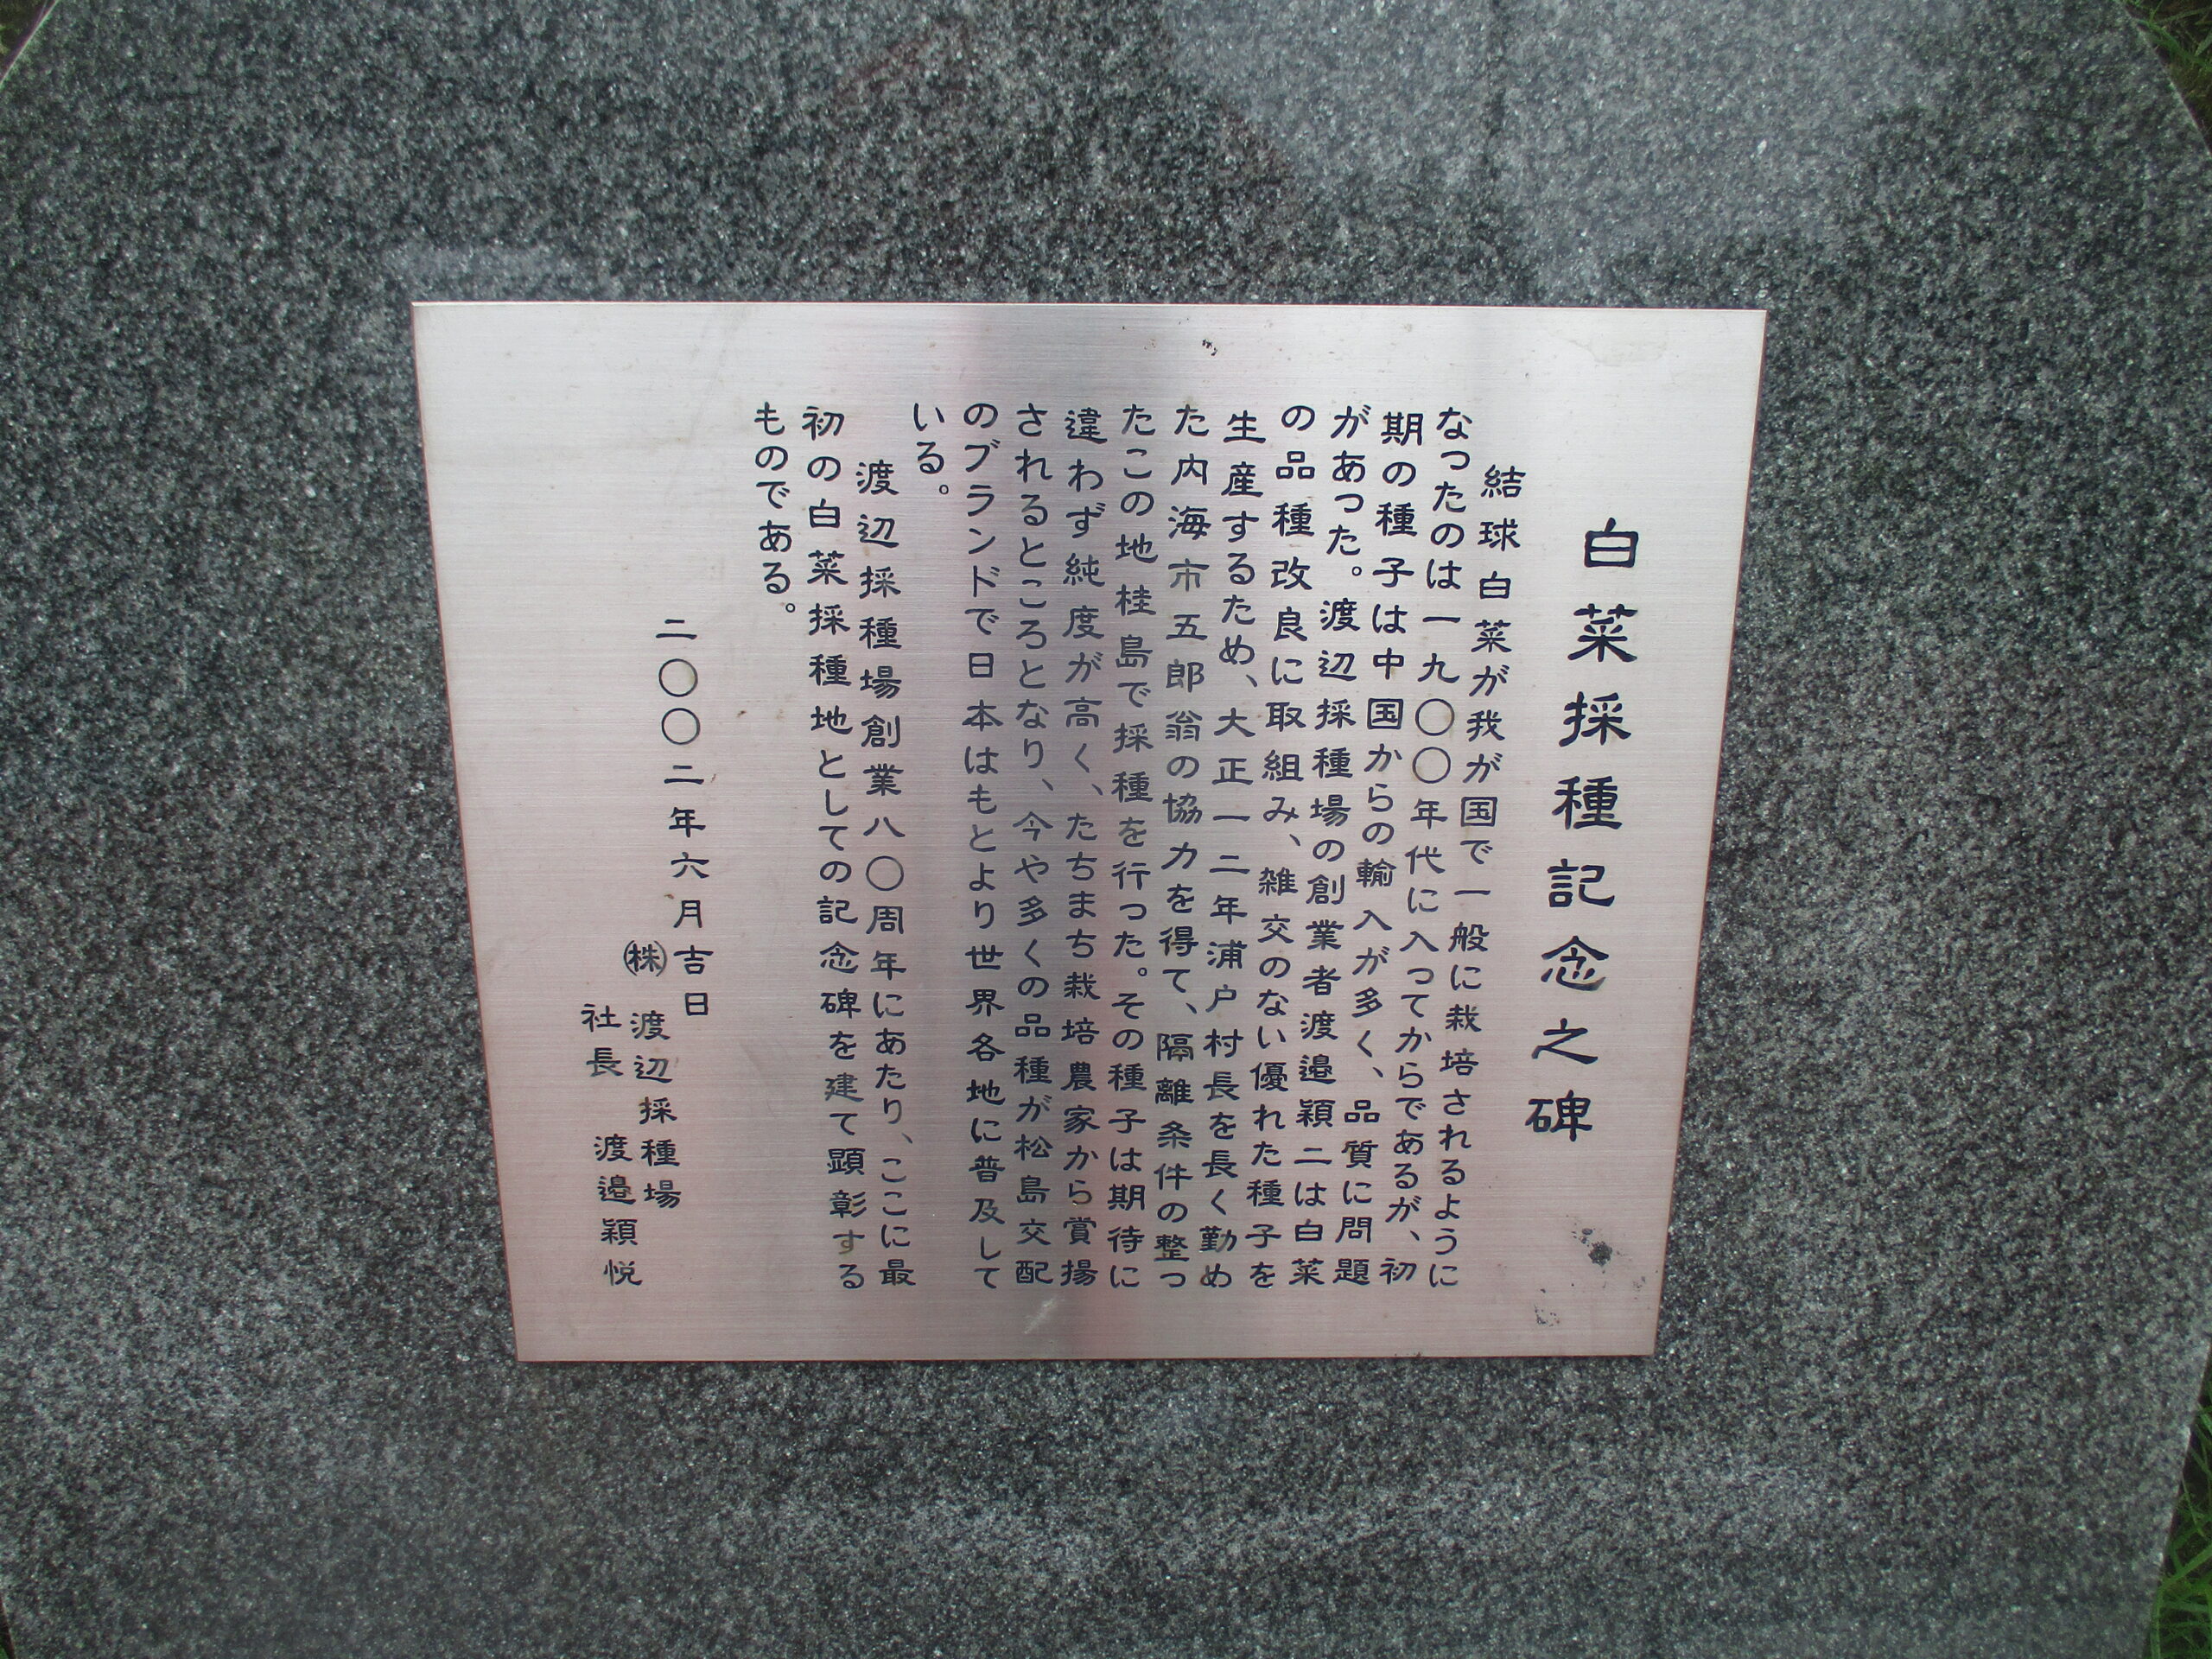 白菜採種記念之碑
結球白菜が我が国で一般に栽培されるように
なったのは一九〇〇年代に入ってからであるが、初
期の種子は中国からの輸入が多く、品質に問題
があった。渡辺採種場の創業者渡邉穎二は白菜
の品種改良に取組み、雑交のない優れた種子を
生産するため、大正一二年浦戸村長を長く勤め
た内海市五郎翁の協力を得て、隔離条件の整っ
たこの地桂島で採種を行った。その種子は期待に
違わず純度が高く、たちまち栽培農家から賞揚
されるところとなり、今や多くの品種が松島交配
のブランドで日本はもとより世界各地に普及して
いる。
渡辺採種場創業八〇周年にあたり、ここに最
初の白菜採種地としての記念碑を建て顕彰する
ものである。
二〇〇二年六月吉日
㈱渡辺採種場
社長 渡邉穎悦